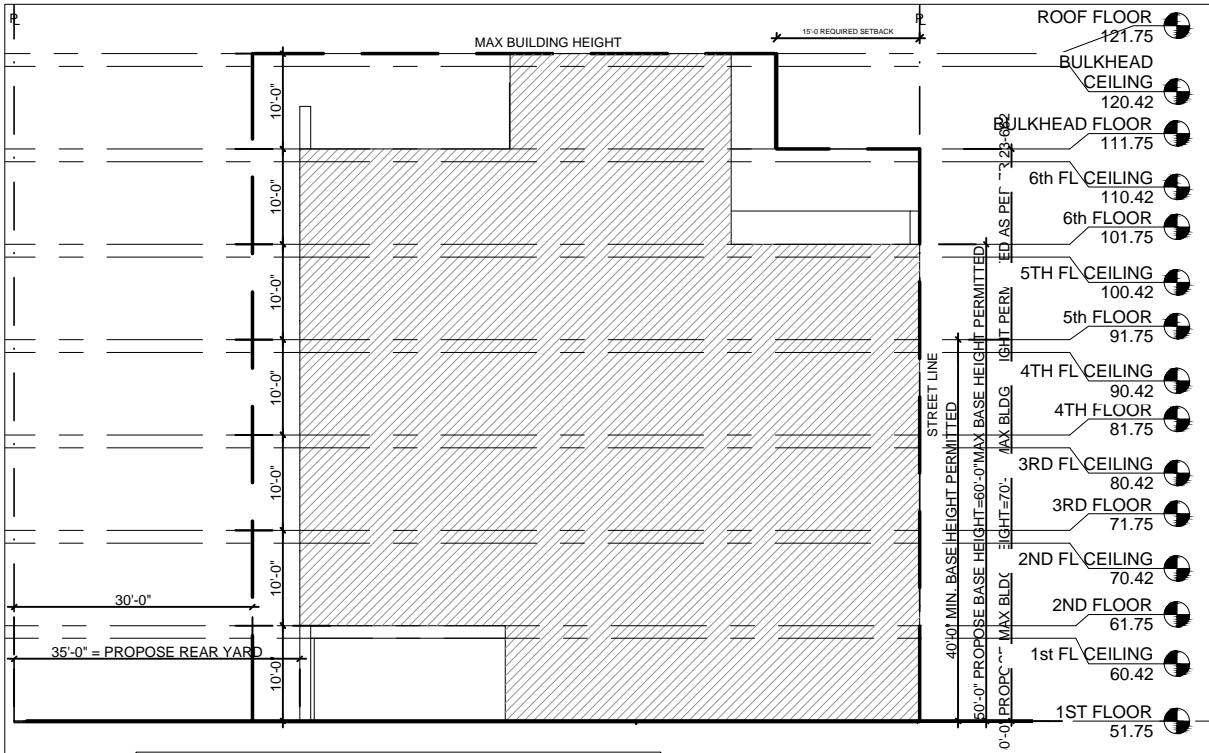 PL
PL
MAX BUILDING HEIGHT
15'-0 REQUIRED SETBACK
ROOF FLOOR
121.75
BULKHEAD
CEILING
120.42
BULKHEAD FLOOR
111.75
6th FL CEILING
110.42
6th FLOOR
101.75
5TH FL CEILING
100.42
5th FLOOR
91.75
4TH FL CEILING
90.42
4TH FLOOR
81.75
3RD FL CEILING
80.42
3RD FLOOR
71.75
2ND FL CEILING
70.42
2ND FLOOR
61.75
1st FL CEILING
60.42
1ST FLOOR
51.75
10'-0"
10'-0"
10'-0"
10'-0"
10'-0"
10'-0"
10'-0"
30'-0"
35'-0" = PROPOSE REAR YARD
STREET LINE
40'-0" MIN. BASE HEIGHT PERMITTED
50'-0" PROPOSE BASE HEIGHT=60'-0"MAX BASE HEIGHT PERMITTED
MAX BLDG